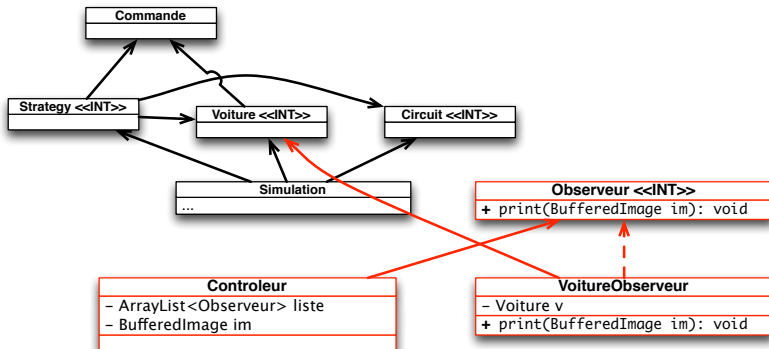 Commande
Strategy <<INT>>
Voiture <<INT>>
Circuit <<INT>>
Simulation
...
Observeur <<INT>>
+ print(BufferedImage im): void
Controleur
– ArrayList<Observeur> liste
– BufferedImage im
VoitureObserveur
– Voiture v
+ print(BufferedImage im): void